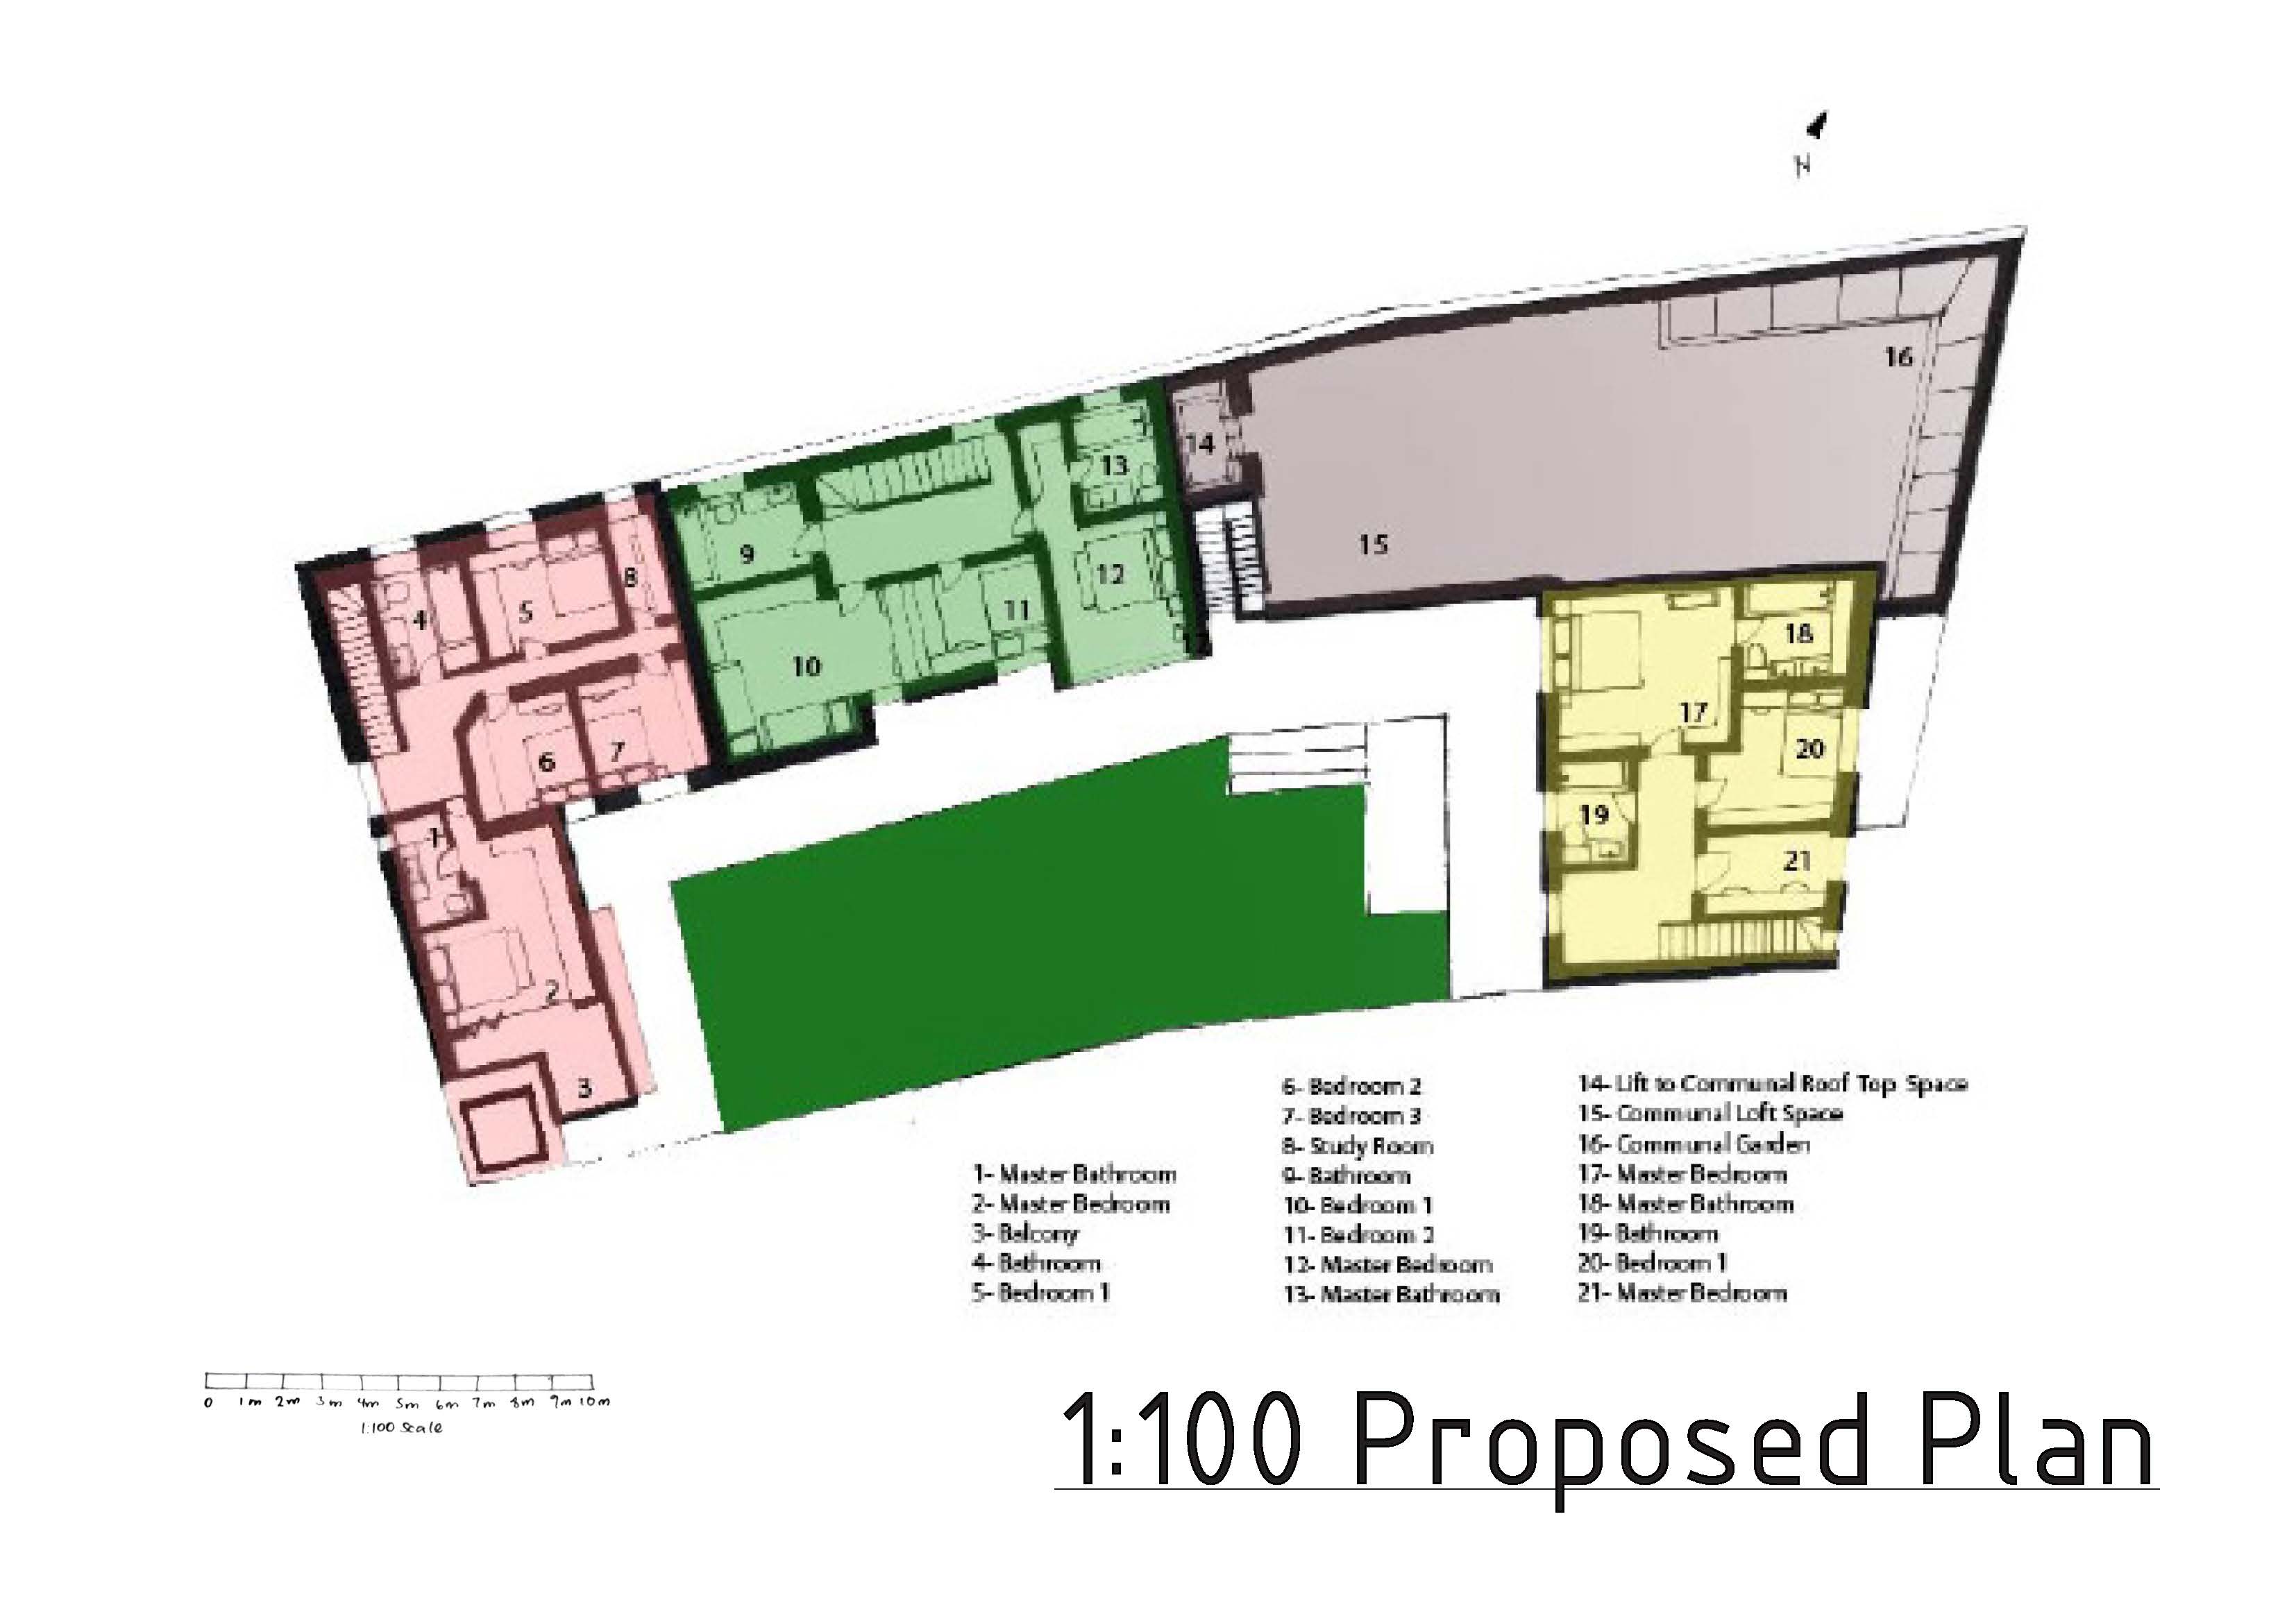 N
16
14
13
15
12
9
11
8
5
4
10
18
17
6
7
20
19
1
21
2
3
1- Master Bathroom
2- Master Bedroom
3- Balcony
4- Bathroom
5- Bedroom 1
6- Bedroom 2
7- Bedroom 3
8- Study Room
9- Bathroom
10- Bedroom 1
11- Bedroom 2
12- Master Bedroom
13- Master Bathroom
14- Lift to Communal Roof Top Space
15- Communal Loft Space
16- Communal Garden
17- Master Bedroom
18- Master Bathroom
19- Bathroom
20- Bedroom 1
21- Master Bedroom
0 1m 2m 3m 4m 5m 6m 7m 8m 9m 10m
1:100 Scale
1:100 Proposed Plan